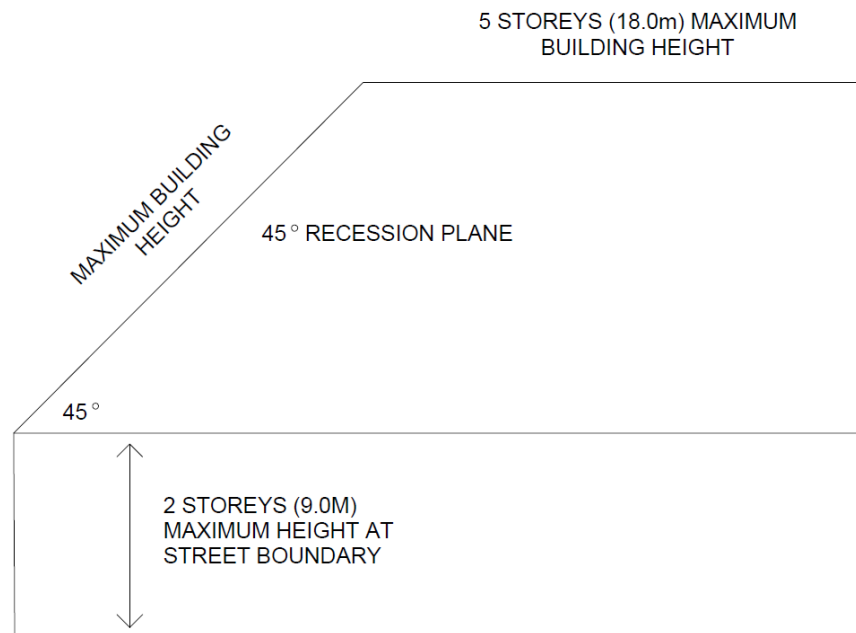 5 STOREYS (18.0m) MAXIMUM
BUILDING HEIGHT
MAXIMUM BUILDING
HEIGHT
45° RECESSION PLANE
45°
2 STOREYS (9.0M)
MAXIMUM HEIGHT AT
STREET BOUNDARY